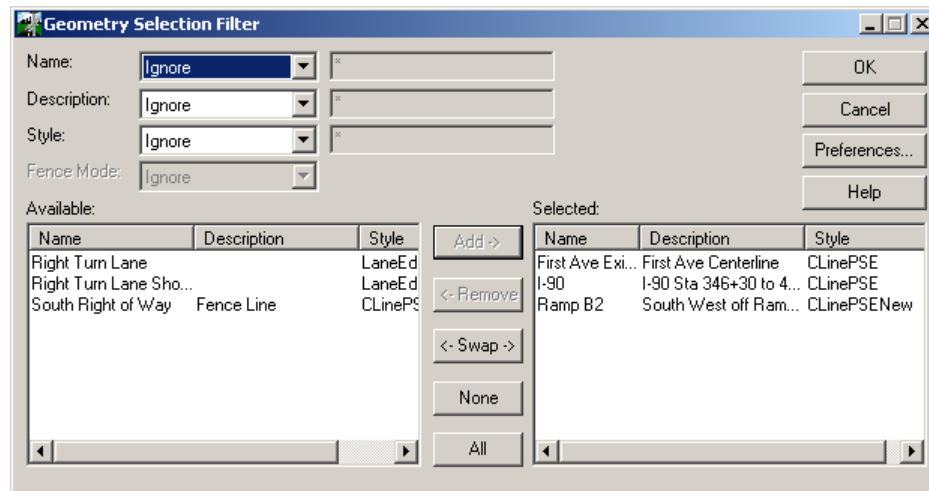 Geometry Selection Filter
Name: Ignore *
OK
Description: Ignore *
Cancel
Style: Ignore *
Preferences...
Fence Mode: Ignore
Help
Available:
Selected:
Name Description Style
Right Turn Lane LaneEd
Right Turn Lane Sho... LaneEd
South Right of Way Fence Line CLinePS
Add ->
<- Remove
<- Swap ->
None
All
Name Description Style
First Ave Exi... First Ave Centerline CLinePSE
I-90 I-90 Sta 346+30 to 4... CLinePSE
Ramp B2 South West off Ram... CLinePSENew